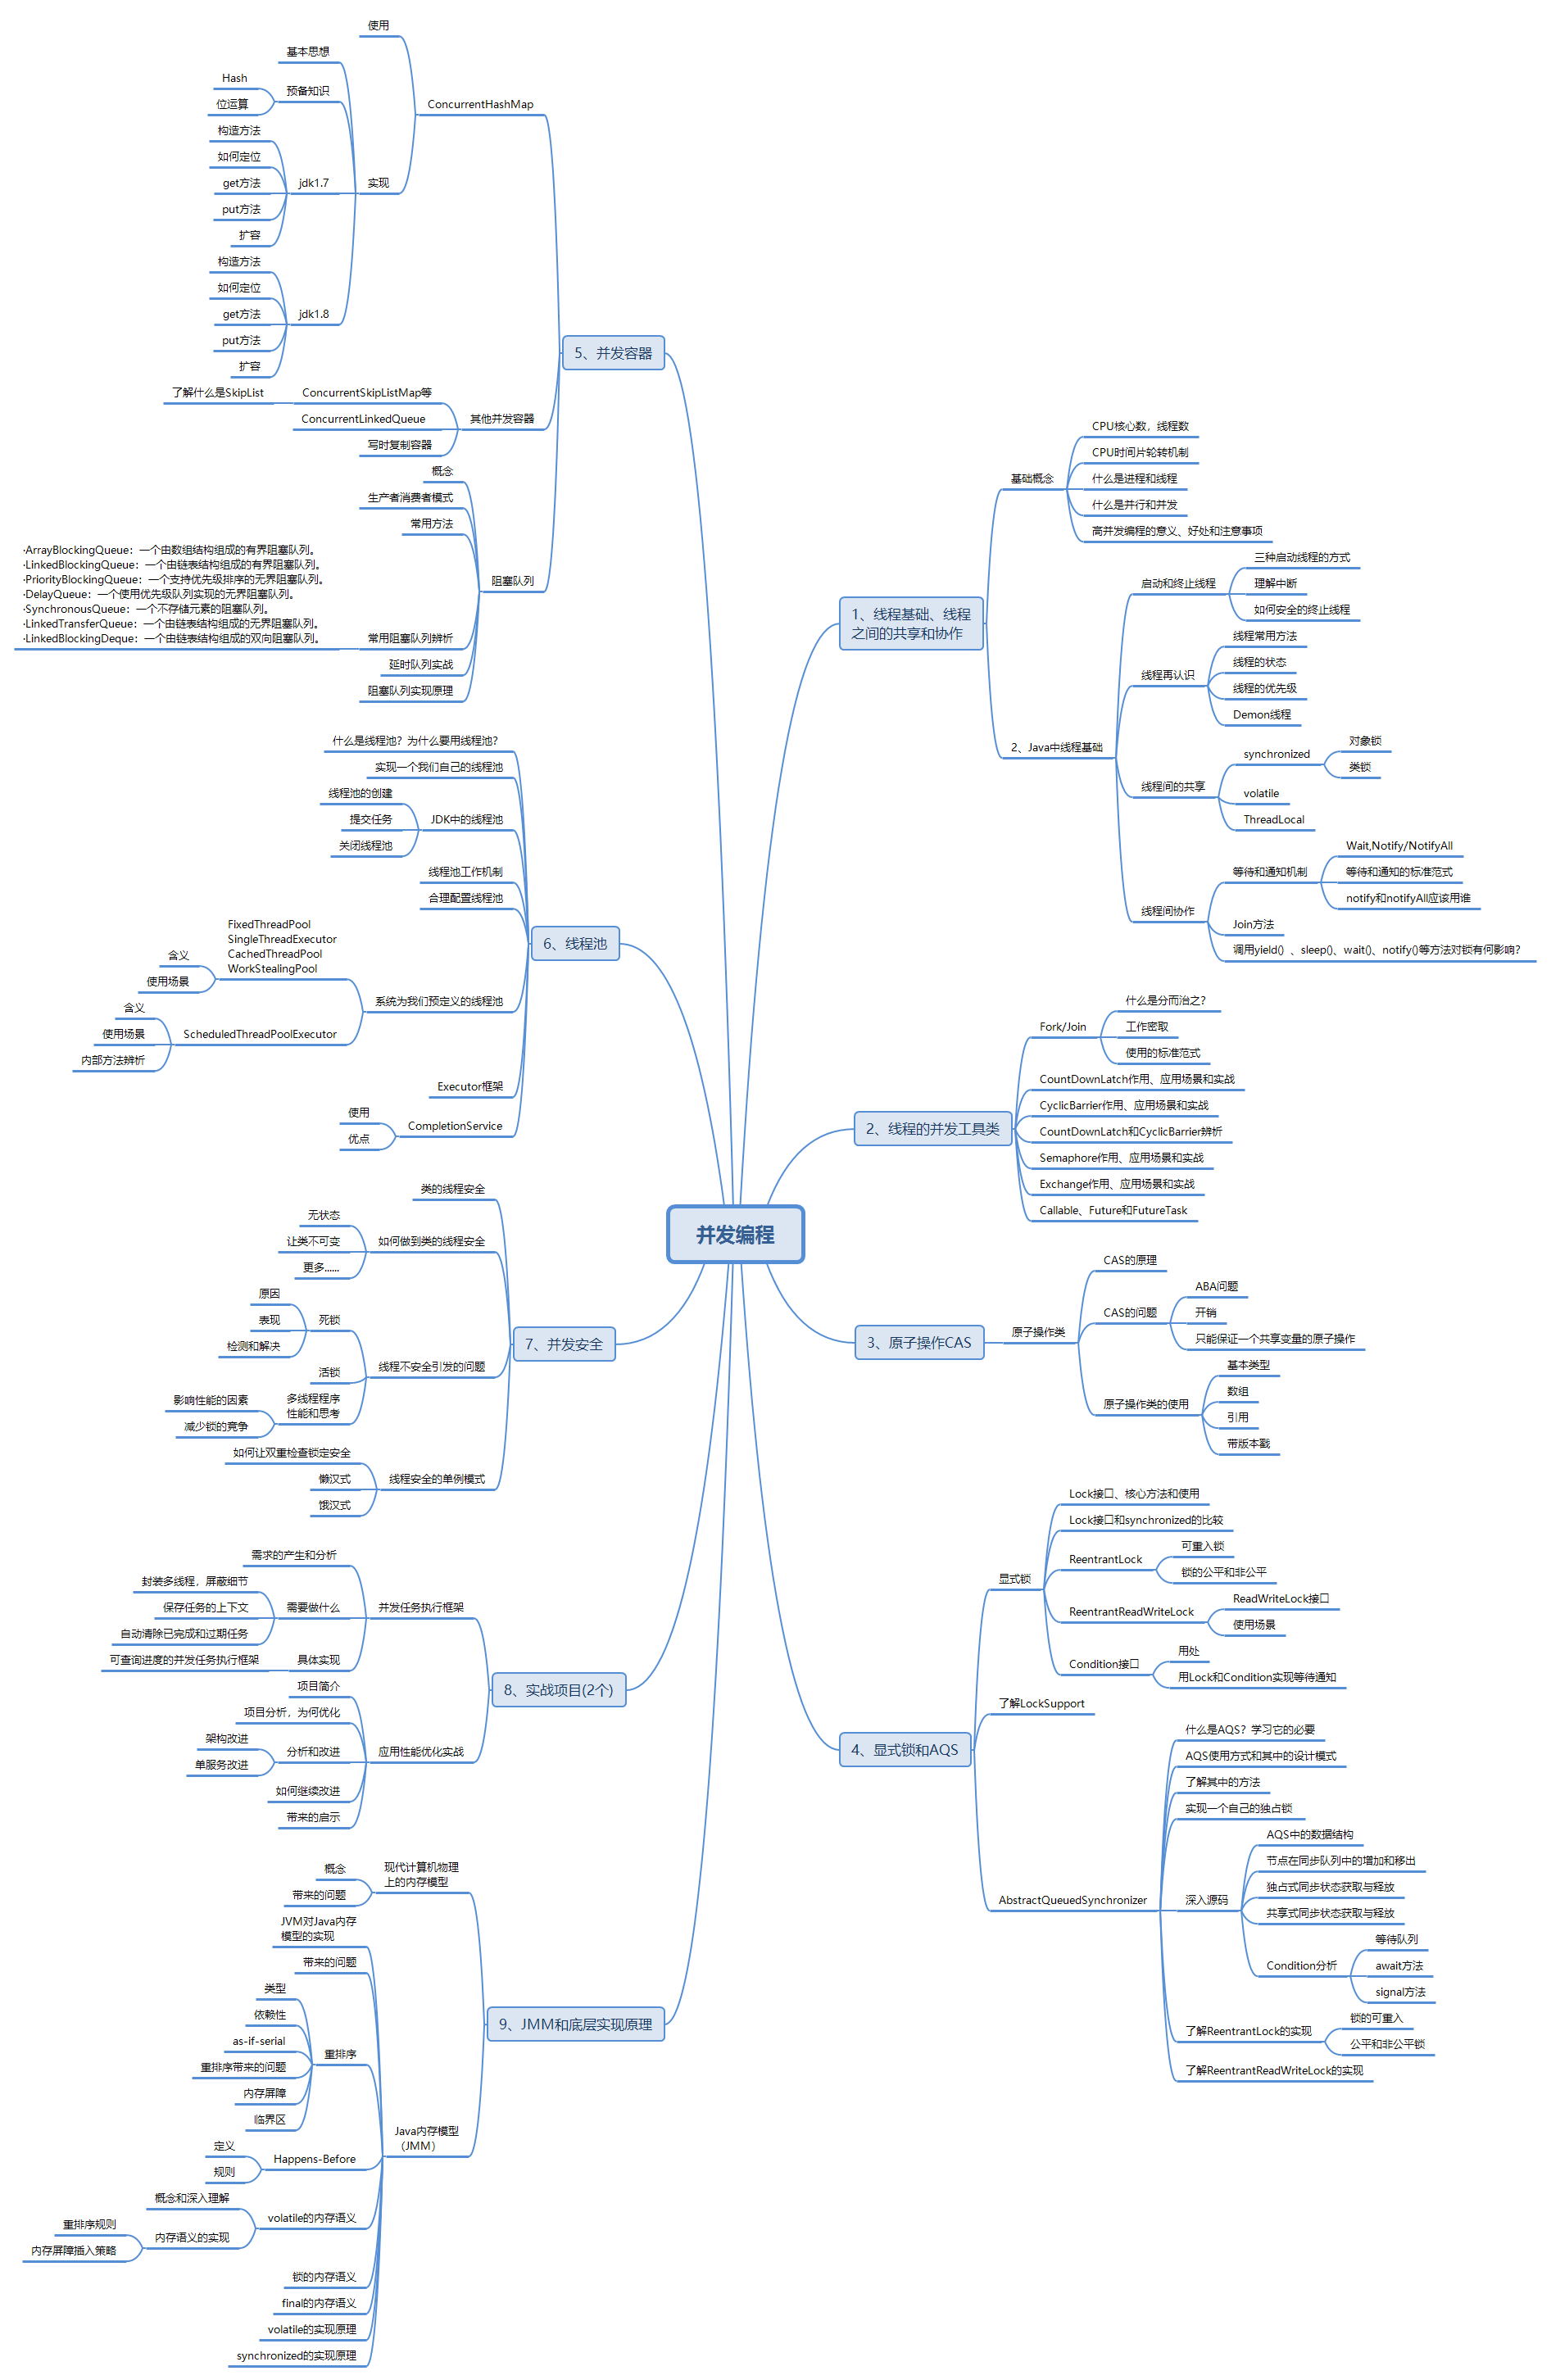 并发编程
1、线程基础、线程
之间的共享和协作
基础概念
CPU核心数，线程数
CPU时间片轮转机制
什么是进程和线程
什么是并行和并发
高并发编程的意义、好处和注意事项
2、Java中线程基础
启动和终止线程
三种启动线程的方式
理解中断
如何安全的终止线程
线程再认识
线程常用方法
线程的状态
线程的优先级
Demon线程
线程间的共享
synchronized
对象锁
类锁
volatile
ThreadLocal
线程间协作
等待和通知机制
Wait,Notify/NotifyAll
等待和通知的标准范式
notify和notifyAll应该用谁
Join方法
调用yield() 、sleep()、wait()、notify()等方法对锁有何影响？
2、线程的并发工具类
Fork/Join
什么是分而治之？
工作密取
使用的标准范式
CountDownLatch作用、应用场景和实战
CyclicBarrier作用、应用场景和实战
CountDownLatch和CyclicBarrier辨析
Semaphore作用、应用场景和实战
Exchange作用、应用场景和实战
Callable、Future和FutureTask
3、原子操作CAS
原子操作类
CAS的原理
CAS的问题
ABA问题
开销
只能保证一个共享变量的原子操作
原子操作类的使用
基本类型
数组
引用
带版本戳
4、显式锁和AQS
显式锁
Lock接口、核心方法和使用
Lock接口和synchronized的比较
ReentrantLock
可重入锁
锁的公平和非公平
ReentrantReadWriteLock
ReadWriteLock接口
使用场景
Condition接口
用处
用Lock和Condition实现等待通知
了解LockSupport
AbstractQueuedSynchronizer
什么是AQS？学习它的必要
AQS使用方式和其中的设计模式
了解其中的方法
实现一个自己的独占锁
深入源码
AQS中的数据结构
节点在同步队列中的增加和移出
独占式同步状态获取与释放
共享式同步状态获取与释放
Condition分析
等待队列
await方法
signal方法
了解ReentrantLock的实现
锁的可重入
公平和非公平锁
了解ReentrantReadWriteLock的实现
5、并发容器
ConcurrentHashMap
使用
实现
基本思想
预备知识
Hash
位运算
jdk1.7
构造方法
如何定位
get方法
put方法
扩容
jdk1.8
构造方法
如何定位
get方法
put方法
扩容
其他并发容器
ConcurrentSkipListMap等
了解什么是SkipList
ConcurrentLinkedQueue
写时复制容器
阻塞队列
概念
生产者消费者模式
常用方法
常用阻塞队列辨析
·ArrayBlockingQueue：一个由数组结构组成的有界阻塞队列。
·LinkedBlockingQueue：一个由链表结构组成的有界阻塞队列。
·PriorityBlockingQueue：一个支持优先级排序的无界阻塞队列。
·DelayQueue：一个使用优先级队列实现的无界阻塞队列。
·SynchronousQueue：一个不存储元素的阻塞队列。
·LinkedTransferQueue：一个由链表结构组成的无界阻塞队列。
·LinkedBlockingDeque：一个由链表结构组成的双向阻塞队列。
延时队列实战
阻塞队列实现原理
6、线程池
什么是线程池？为什么要用线程池？
实现一个我们自己的线程池
JDK中的线程池
线程池的创建
提交任务
关闭线程池
线程池工作机制
合理配置线程池
系统为我们预定义的线程池
FixedThreadPool
SingleThreadExecutor
CachedThreadPool
WorkStealingPool
含义
使用场景
ScheduledThreadPoolExecutor
含义
使用场景
内部方法辨析
Executor框架
CompletionService
使用
优点
7、并发安全
类的线程安全
如何做到类的线程安全
无状态
让类不可变
更多......
线程不安全引发的问题
死锁
原因
表现
检测和解决
活锁
多线程程序
性能和思考
影响性能的因素
减少锁的竞争
线程安全的单例模式
如何让双重检查锁定安全
懒汉式
饿汉式
8、实战项目(2个)
并发任务执行框架
需求的产生和分析
需要做什么
封装多线程，屏蔽细节
保存任务的上下文
自动清除已完成和过期任务
具体实现
可查询进度的并发任务执行框架
应用性能优化实战
项目简介
项目分析，为何优化
分析和改进
架构改进
单服务改进
如何继续改进
带来的启示
9、JMM和底层实现原理
现代计算机物理
上的内存模型
概念
带来的问题
Java内存模型
（JMM）
JVM对Java内存
模型的实现
带来的问题
重排序
类型
依赖性
as-if-serial
重排序带来的问题
内存屏障
临界区
Happens-Before
定义
规则
volatile的内存语义
概念和深入理解
内存语义的实现
重排序规则
内存屏障插入策略
锁的内存语义
final的内存语义
volatile的实现原理
synchronized的实现原理